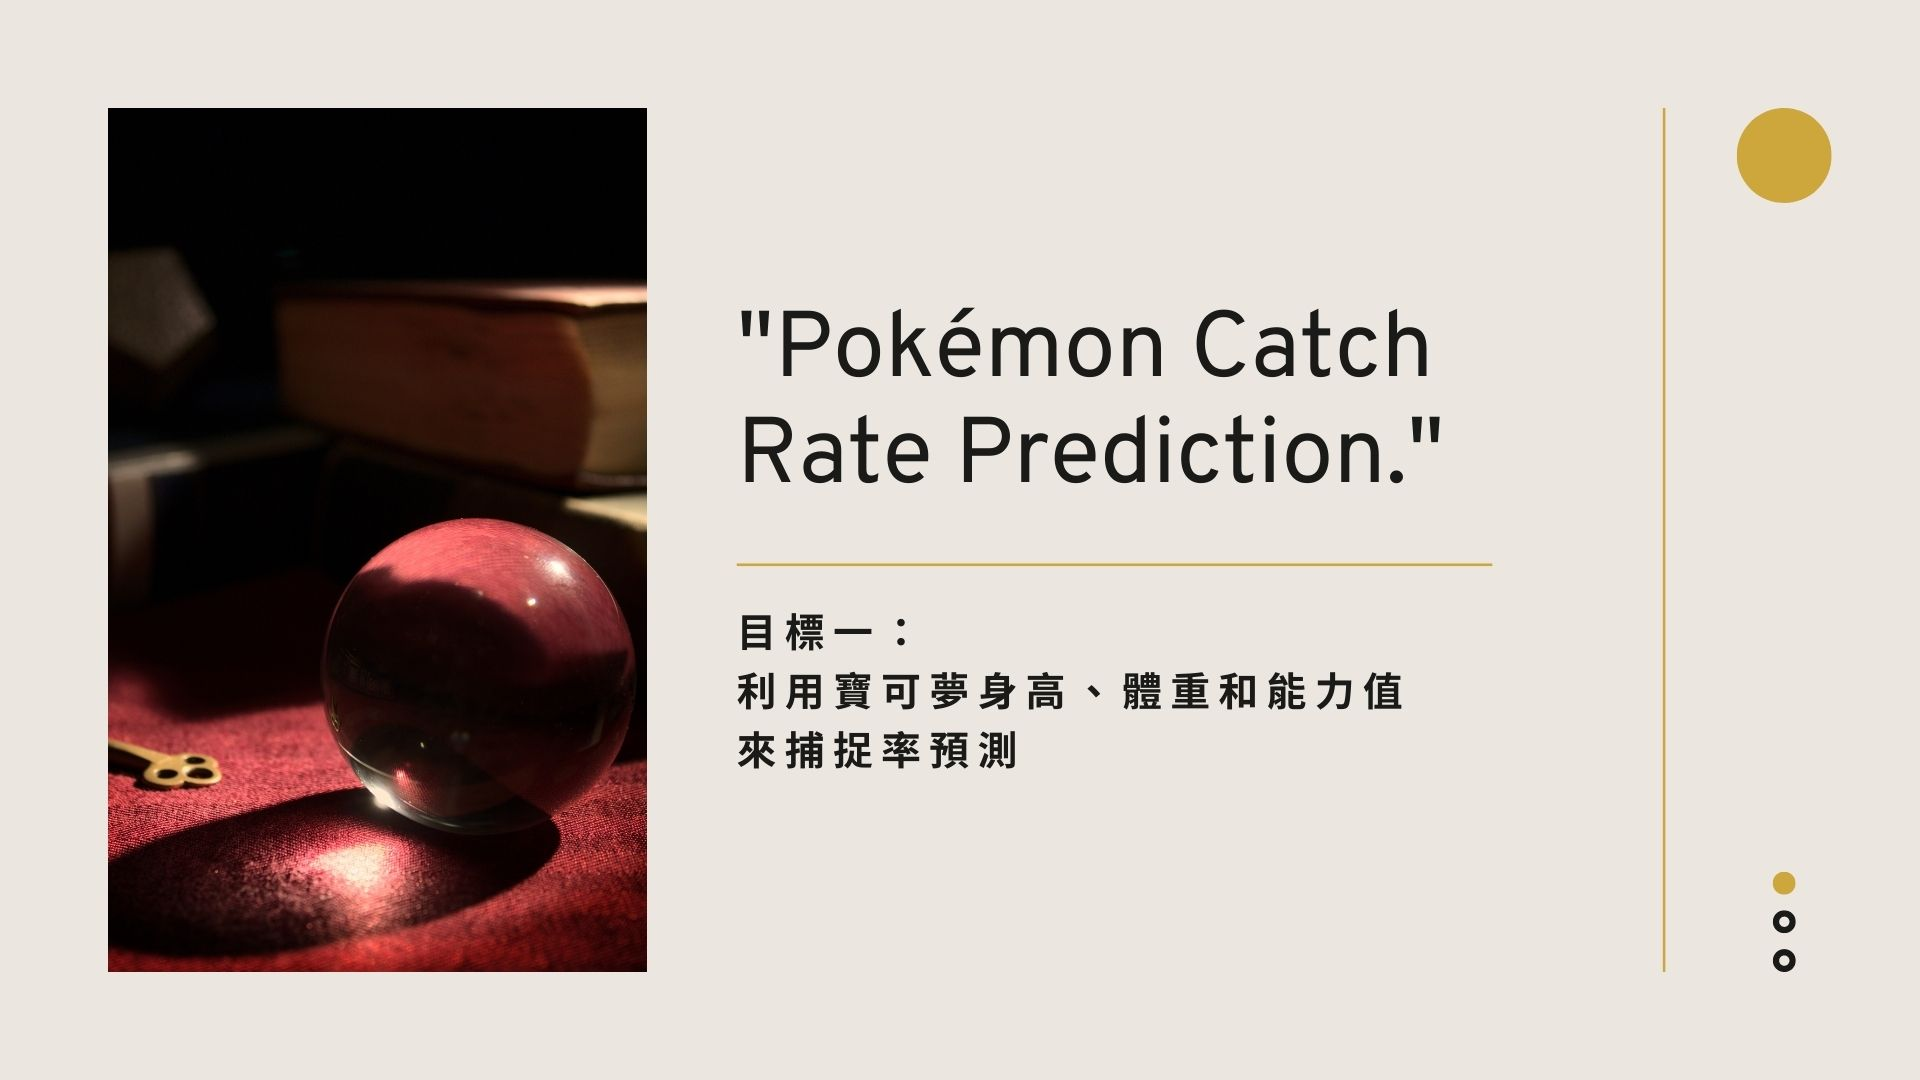 "Pokémon Catch
Rate Prediction."
目標一：
利用寶可夢身高、體重和能力值
來捕捉率預測